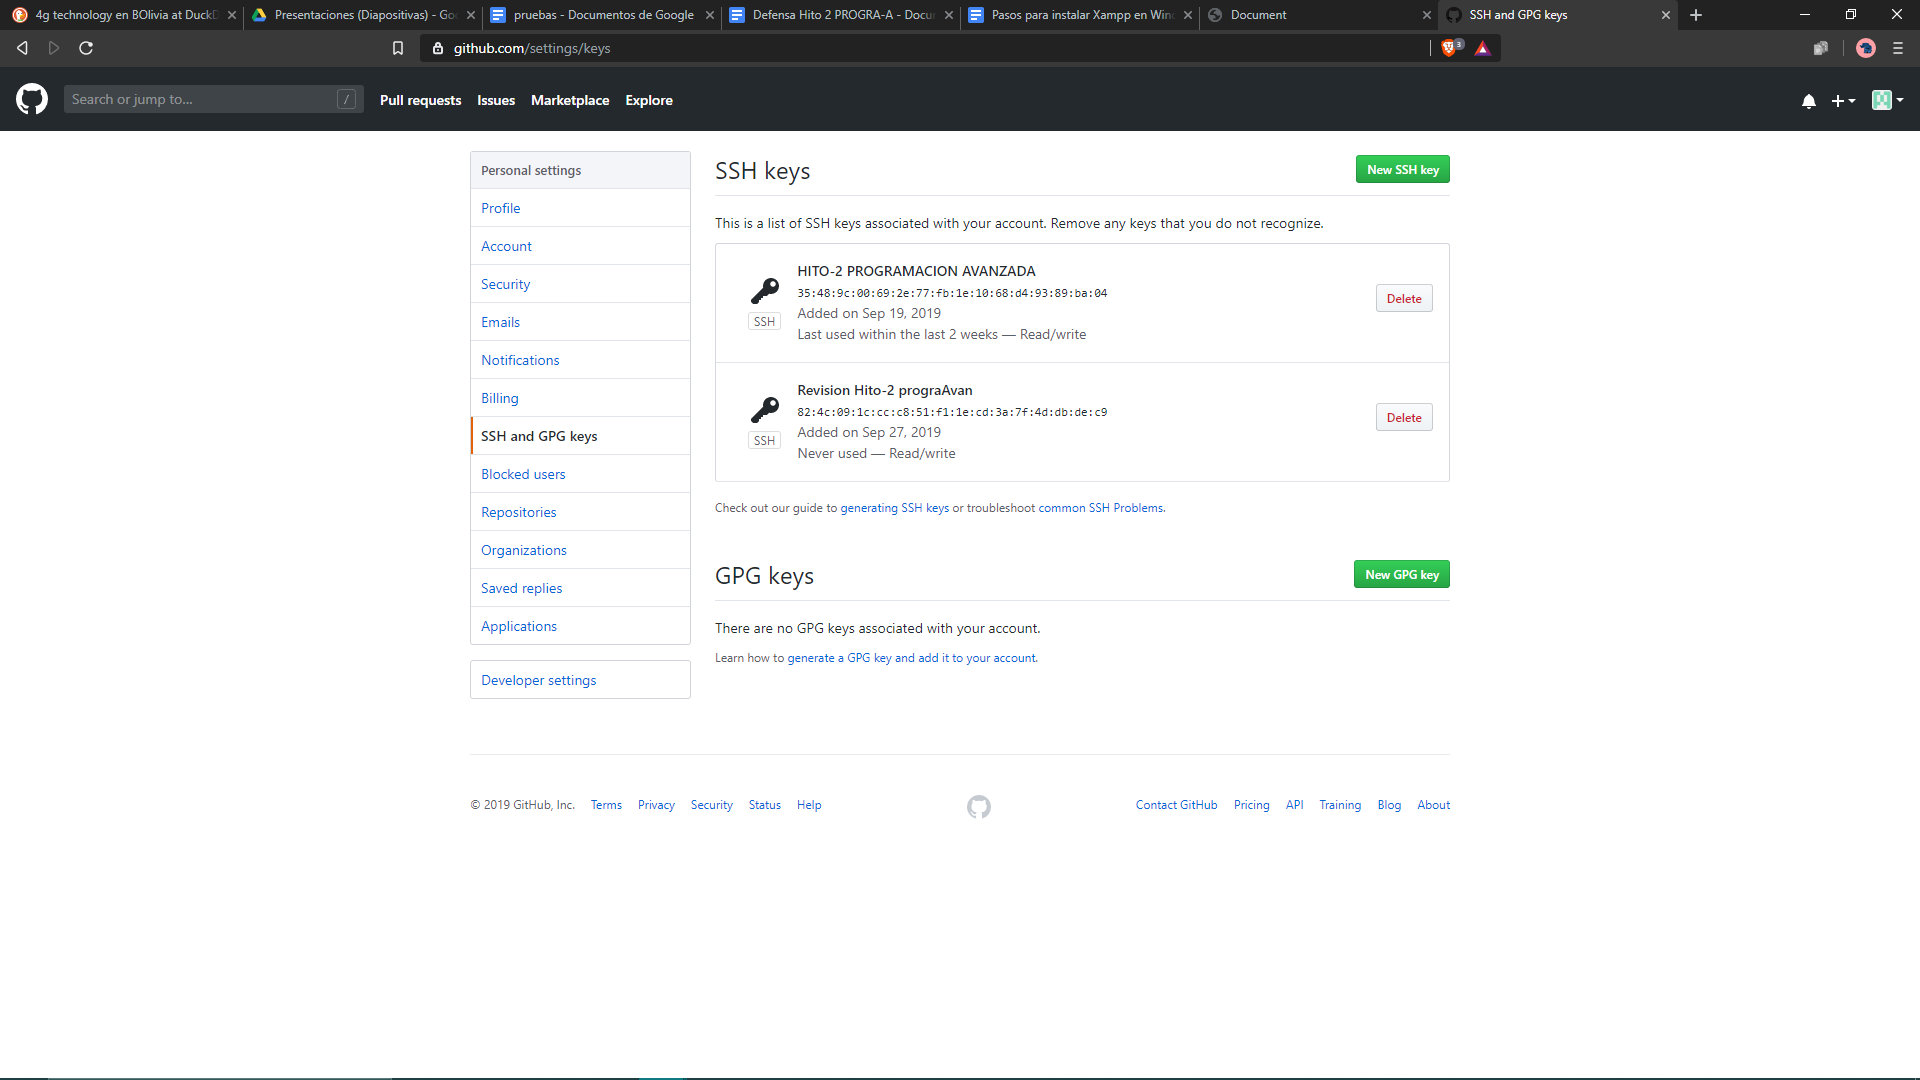 4g technology en BOlivia at Duck
Presentaciones (Diapositivas) - Go
pruebas - Documentos de Google
Defensa Hito 2 PROGRA-A - Docu
Pasos para instalar Xampp en Win
Document
SSH and GPG keys
github.com/settings/keys
3
Search or jump to...
/
Pull requests
Issues
Marketplace
Explore
Personal settings
Profile
Account
Security
Emails
Notifications
Billing
SSH and GPG keys
Blocked users
Repositories
Organizations
Saved replies
Applications
Developer settings
SSH keys
New SSH key
This is a list of SSH keys associated with your account. Remove any keys that you do not recognize.
HITO-2 PROGRAMACION AVANZADA
35:48:9c:00:69:2e:77:fb:1e:10:68:d4:93:89:ba:04
SSH
Added on Sep 19, 2019
Last used within the last 2 weeks — Read/write
Delete
Revision Hito-2 prograAvan
82:4c:09:1c:cc:c8:51:f1:1e:cd:3a:7f:4d:db:de:c9
SSH
Added on Sep 27, 2019
Never used — Read/write
Delete
Check out our guide to generating SSH keys or troubleshoot common SSH Problems.
GPG keys
New GPG key
There are no GPG keys associated with your account.
Learn how to generate a GPG key and add it to your account.
© 2019 GitHub, Inc. Terms Privacy Security Status Help
Contact GitHub Pricing API Training Blog About